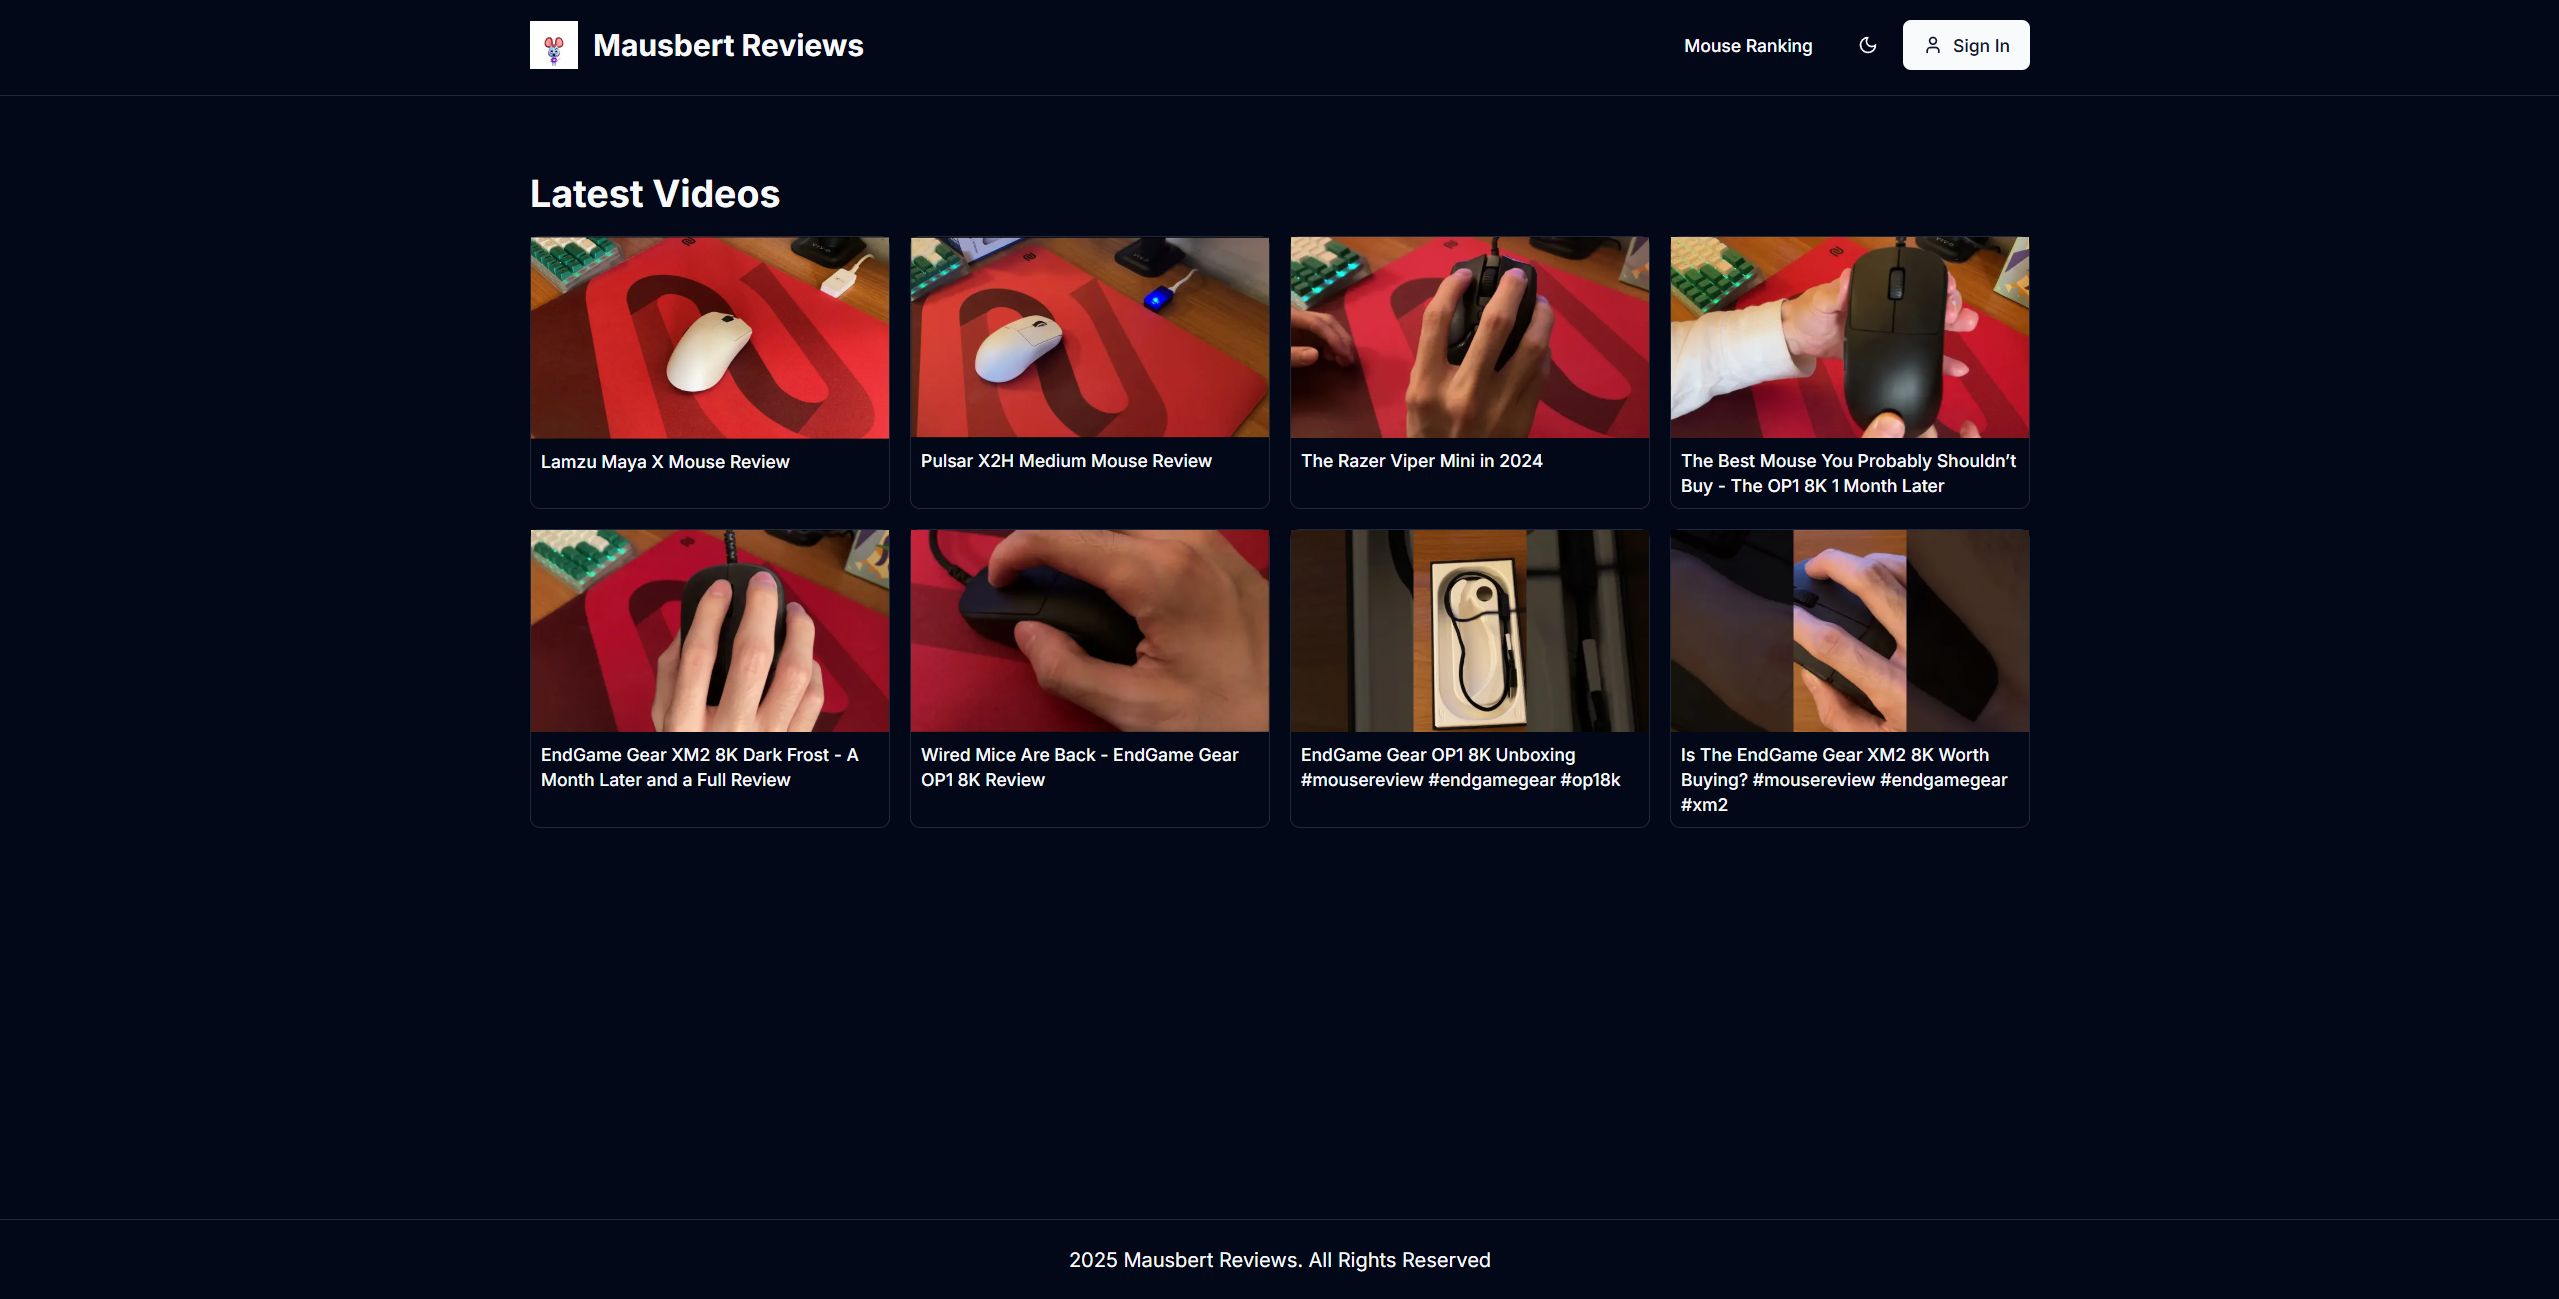 Mausbert Reviews
Mouse Ranking
Sign In
Latest Videos
Lamzu Maya X Mouse Review
Pulsar X2H Medium Mouse Review
The Razer Viper Mini in 2024
The Best Mouse You Probably Shouldn’t
Buy - The OP1 8K 1 Month Later
EndGame Gear XM2 8K Dark Frost - A
Month Later and a Full Review
Wired Mice Are Back - EndGame Gear
OP1 8K Review
EndGame Gear OP1 8K Unboxing
#mousereview #endgamegear #op18k
Is The EndGame Gear XM2 8K Worth
Buying? #mousereview #endgamegear
#xm2
2025 Mausbert Reviews. All Rights Reserved